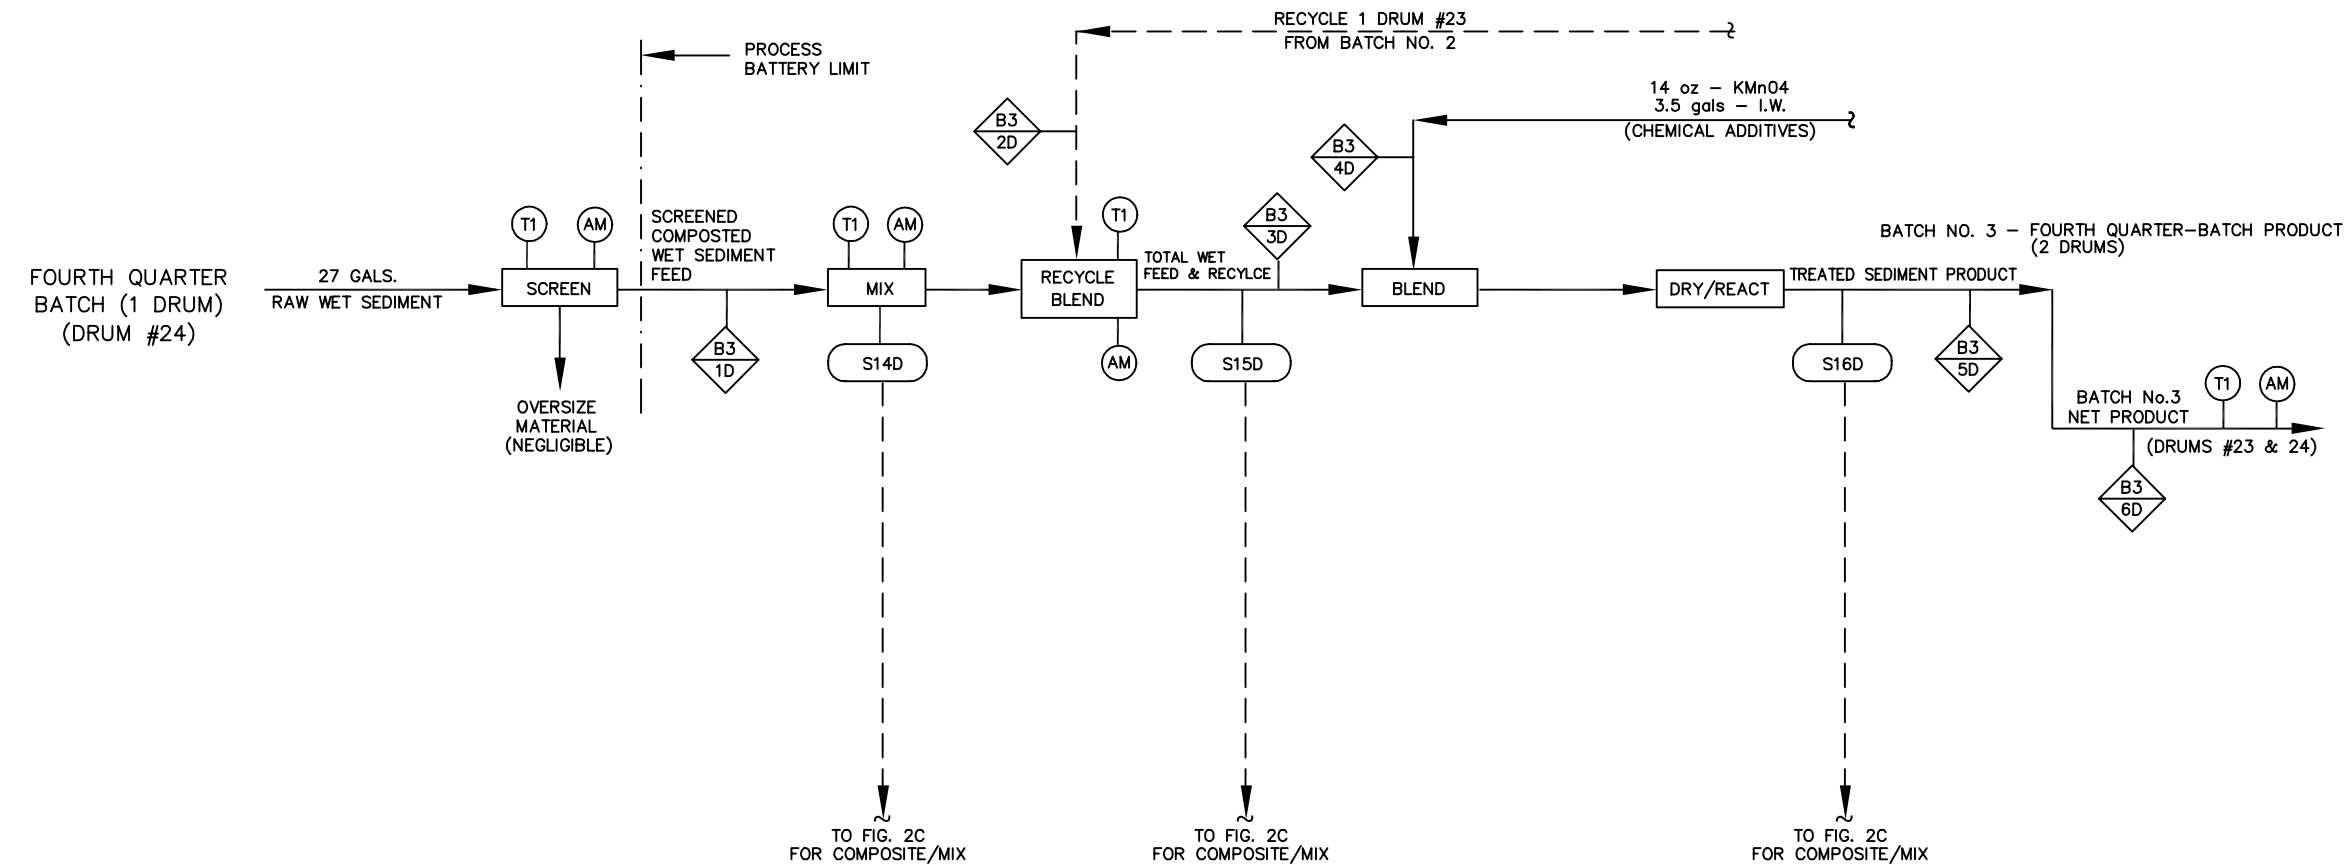 RECYCLE 1 DRUM #23
FROM BATCH NO. 2
PROCESS
BATTERY LIMIT
14 oz - KMnO4
3.5 gals - I.W.
(CHEMICAL ADDITIVES)
B3
2D
B3
4D
T1
AM
SCREENED
COMPOSTED
WET SEDIMENT
FEED
T1
AM
T1
B3
3D
BATCH NO. 3 - FOURTH QUARTER-BATCH PRODUCT
(2 DRUMS)
FOURTH QUARTER
BATCH (1 DRUM)
(DRUM #24)
27 GALS.
RAW WET SEDIMENT
SCREEN
MIX
RECYCLE
BLEND
TOTAL WET
FEED & RECYLCE
BLEND
DRY/REACT
TREATED SEDIMENT PRODUCT
B3
1D
S14D
AM
S15D
S16D
B3
5D
OVERSIZE
MATERIAL
(NEGLIGIBLE)
BATCH No.3
NET PRODUCT
T1
AM
(DRUMS #23 & 24)
B3
6D
TO FIG. 2C
FOR COMPOSITE/MIX
TO FIG. 2C
FOR COMPOSITE/MIX
TO FIG. 2C
FOR COMPOSITE/MIX